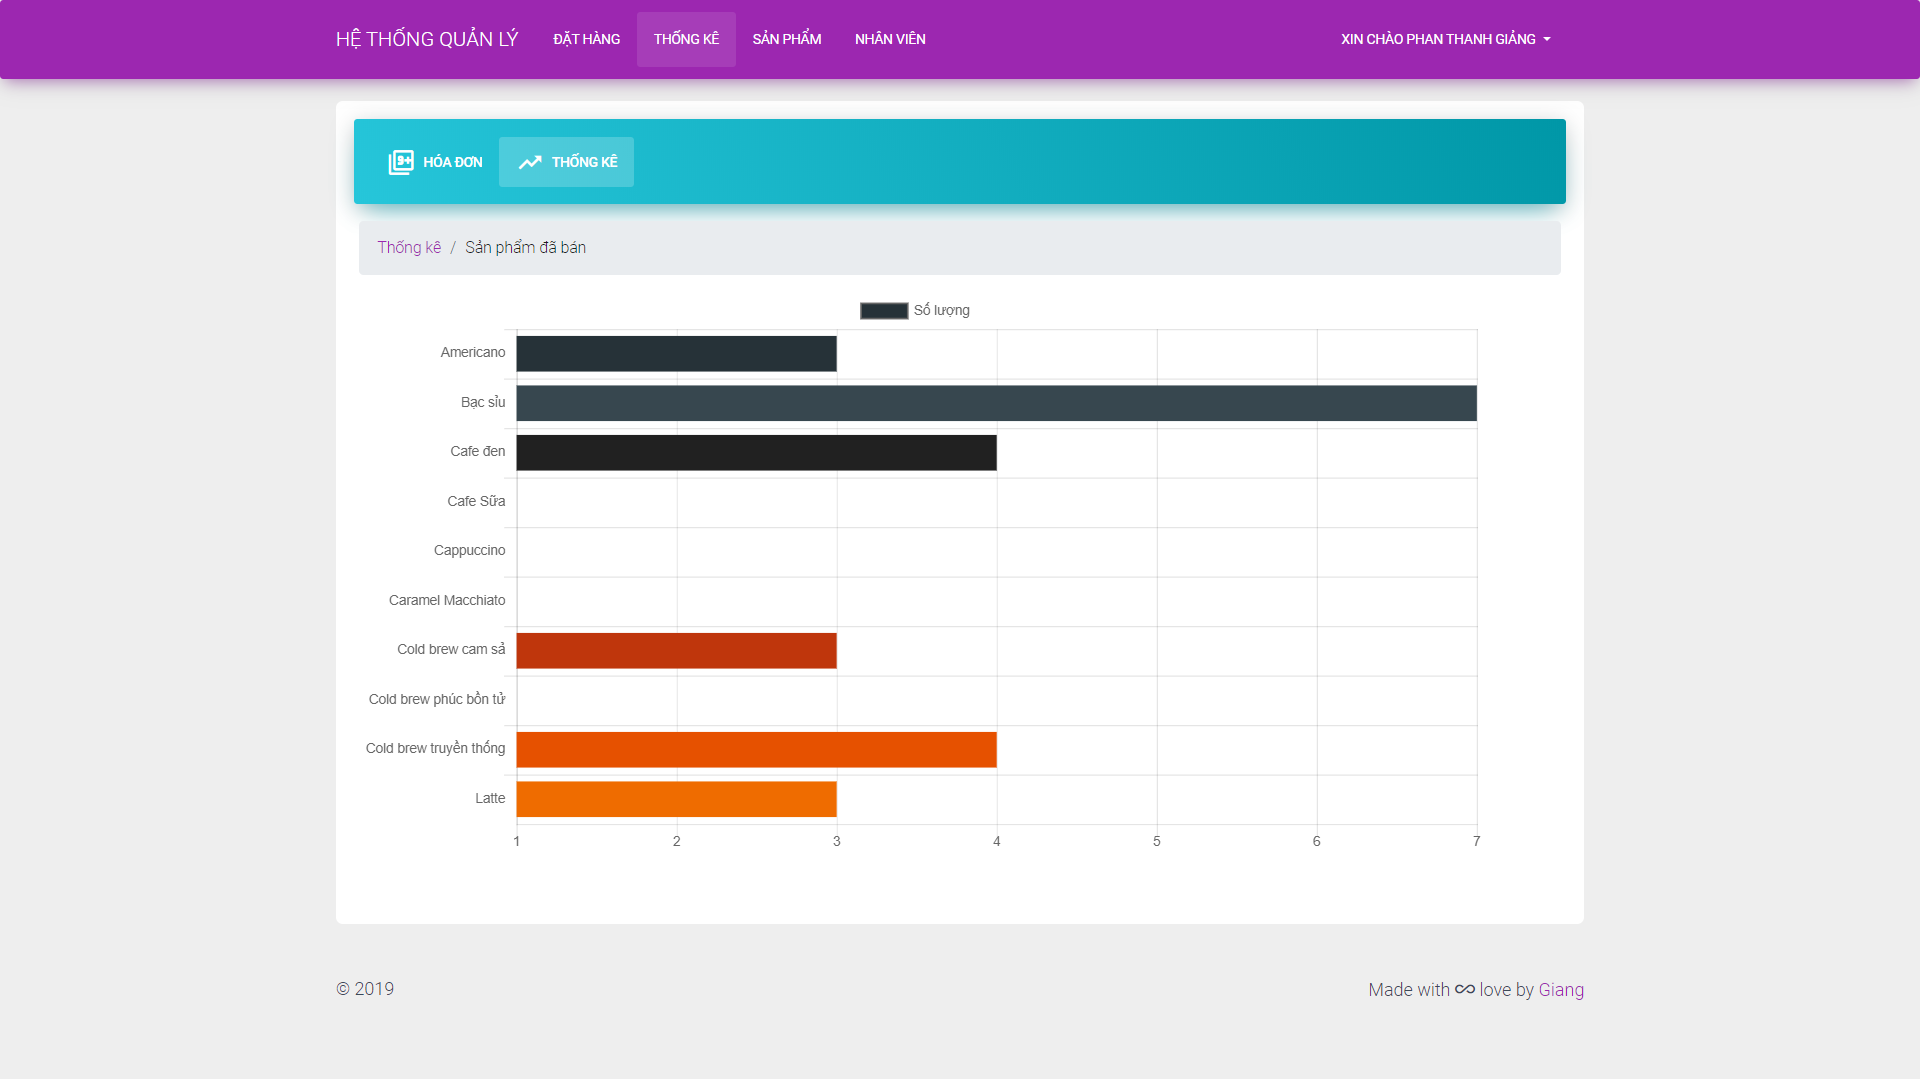 HỆ THỐNG QUẢN LÝ
ĐẶT HÀNG
THỐNG KÊ
SẢN PHẨM
NHÂN VIÊN
XIN CHÀO PHAN THANH GIẢNG
9+ HÓA ĐƠN
THỐNG KÊ
Thống kê / Sản phẩm đã bán
Số lượng
Americano
Bạc sỉu
Cafe đen
Cafe Sữa
Cappuccino
Caramel Macchiato
Cold brew cam sả
Cold brew phúc bồn tử
Cold brew truyền thống
Latte
1 2 3 4 5 6 7
© 2019
Made with love by Giang